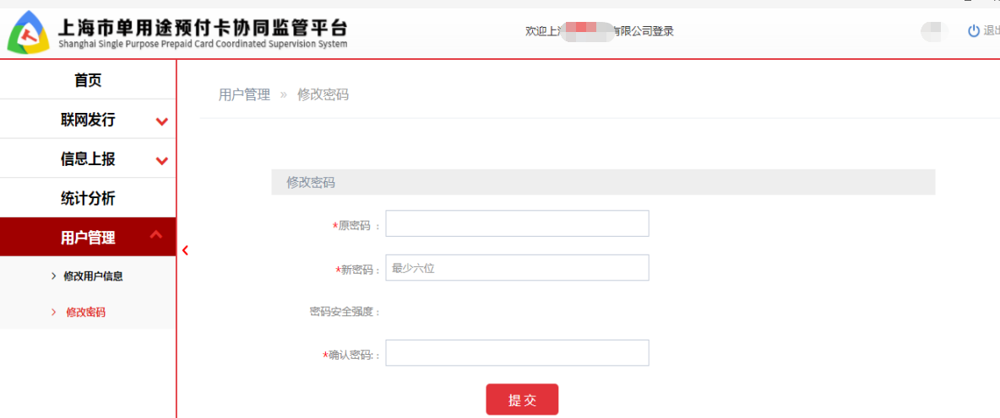 上海市单用途预付卡协同监管平台
Shanghai Single Purpose Prepaid Card Coordinated Supervision System
欢迎上 有限公司登录
退出
首页
联网发行
信息上报
统计分析
用户管理
修改用户信息
修改密码
用户管理 » 修改密码
修改密码
*原密码 :
*新密码 : 最少六位
密码安全强度 :
*确认密码: :
提 交